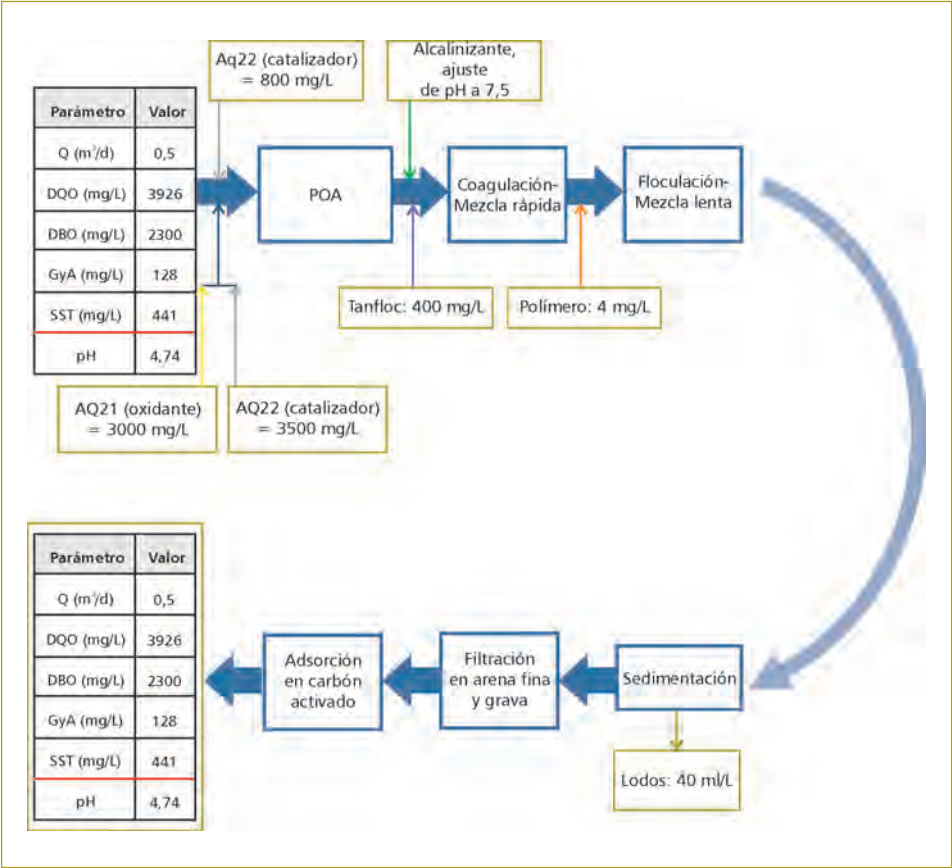 Aq22 (catalizador)
= 800 mg/L
Alcalinizante,
ajuste
de pH a 7,5
Parámetro Valor
Q (m³/d) 0,5
DQO (mg/L) 3926
DBO (mg/L) 2300
GyA (mg/L) 128
SST (mg/L) 441
pH 4,74
POA
Coagulación-
Mezcla rápida
Floculación-
Mezcla lenta
Tanfloc: 400 mg/L
Polímero: 4 mg/L
AQ21 (oxidante)
= 3000 mg/L
AQ22 (catalizador)
= 3500 mg/L
Parámetro Valor
Q (m³/d) 0,5
DQO (mg/L) 3926
DBO (mg/L) 2300
GyA (mg/L) 128
SST (mg/L) 441
pH 4,74
Adsorción
en carbón
activado
Filtración
en arena fina
y grava
Sedimentación
Lodos: 40 ml/L